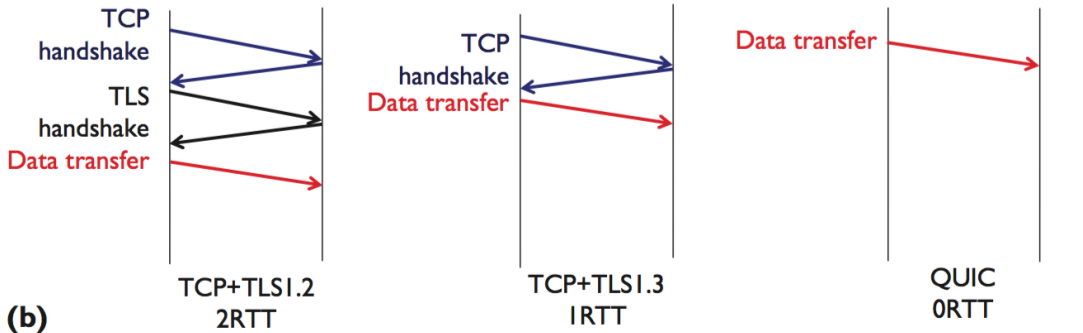 TCP
handshake
TLS
handshake
Data transfer
TCP+TLS1.2
2RTT
TCP
handshake
Data transfer
TCP+TLS1.3
1RTT
Data transfer
QUIC
0RTT
(b)